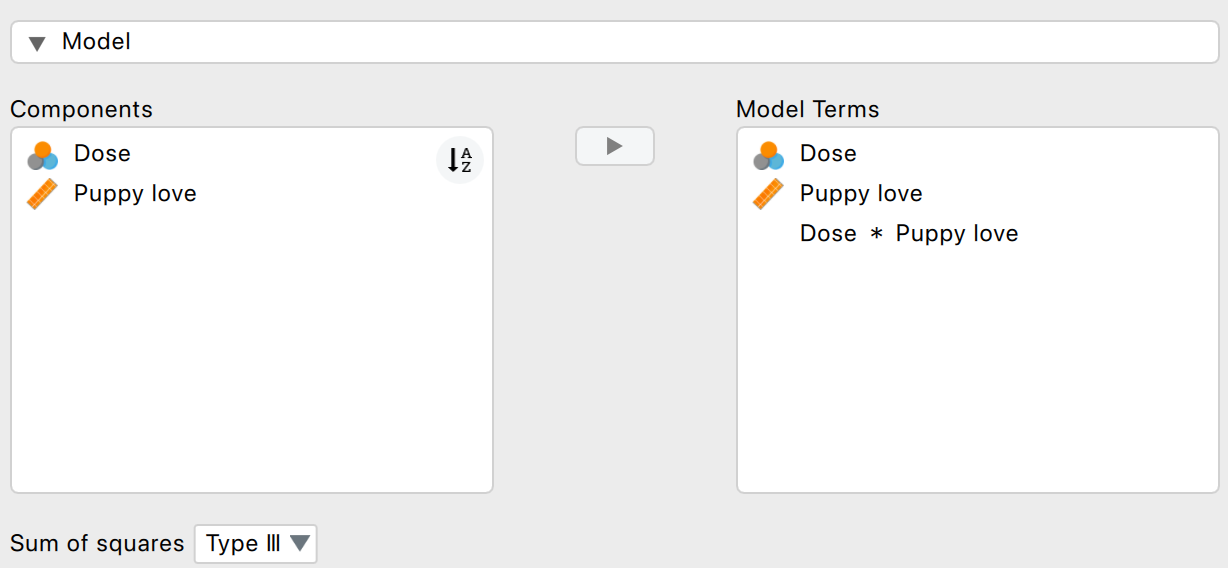 Model
Components
Model Terms
Dose
Puppy love
A
Z
Dose
Puppy love
Dose * Puppy love
Sum of squares Type III